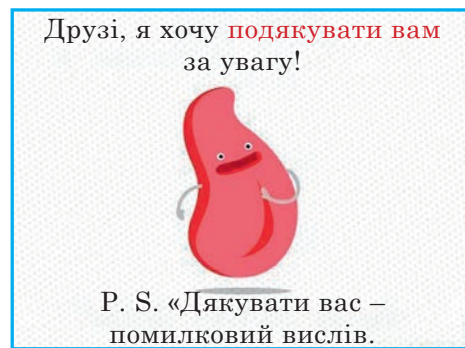 Друзі, я хочу подякувати вам
за увагу!
P. S. «Дякувати вас –
помилковий вислів.